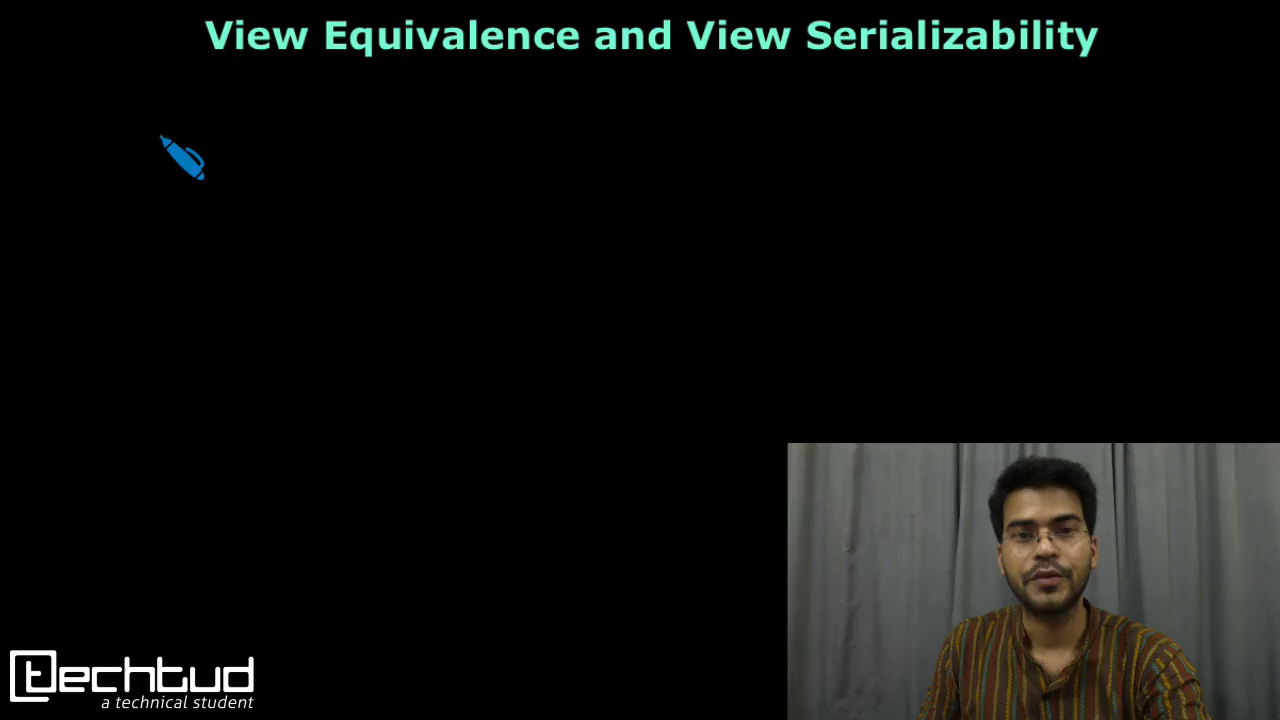 View Equivalence and View Serializability
techtud
a technical student